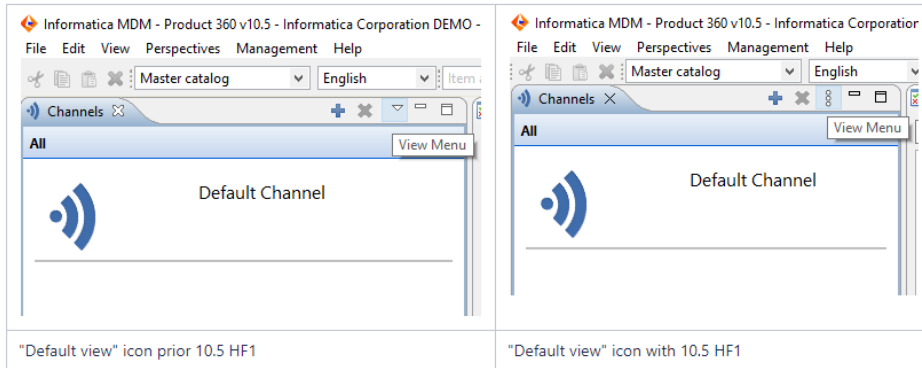 Informatica MDM - Product 360 v10.5 - Informatica Corporation DEMO -
File Edit View Perspectives Management Help
Master catalog English Item
Channels
View Menu
All
Default Channel
"Default view" icon prior 10.5 HF1
Informatica MDM - Product 360 v10.5 - Informatica Corporation
File Edit View Perspectives Management Help
Master catalog English
Channels
View Menu
All
Default Channel
"Default view" icon with 10.5 HF1